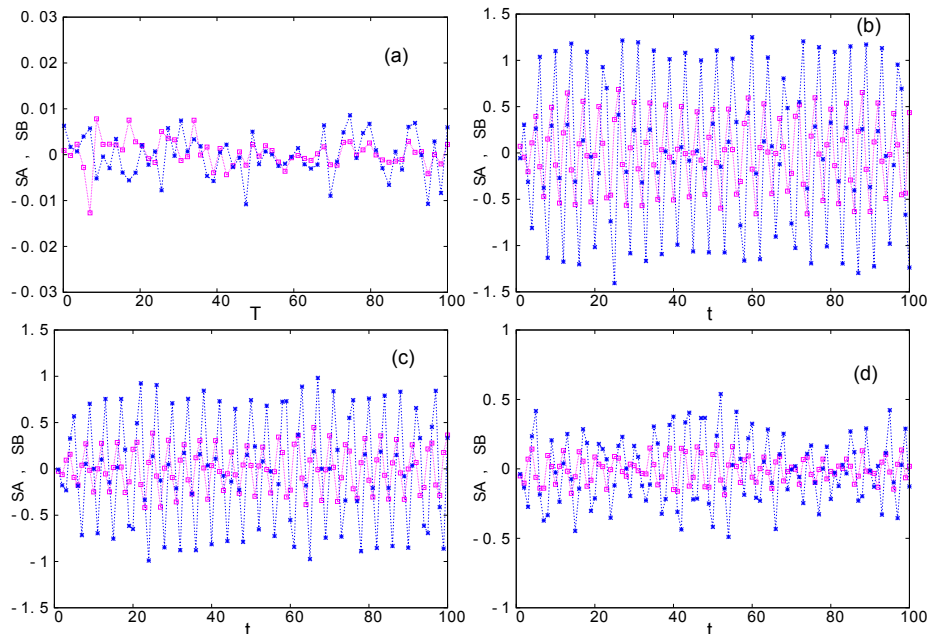 0. 03
0. 02
0. 01
0
- 0. 01
- 0. 02
- 0. 03
SA , SB
(a)
0 20 40 60 80 100
T
1. 5
1
0. 5
0
- 0. 5
- 1
- 1. 5
SA , SB
(b)
0 20 40 60 80 100
t
1. 5
1
0. 5
0
- 0. 5
- 1
- 1. 5
SA , SB
(c)
0 20 40 60 80 100
t
1
0. 5
0
- 0. 5
- 1
SA , SB
(d)
0 20 40 60 80 100
t